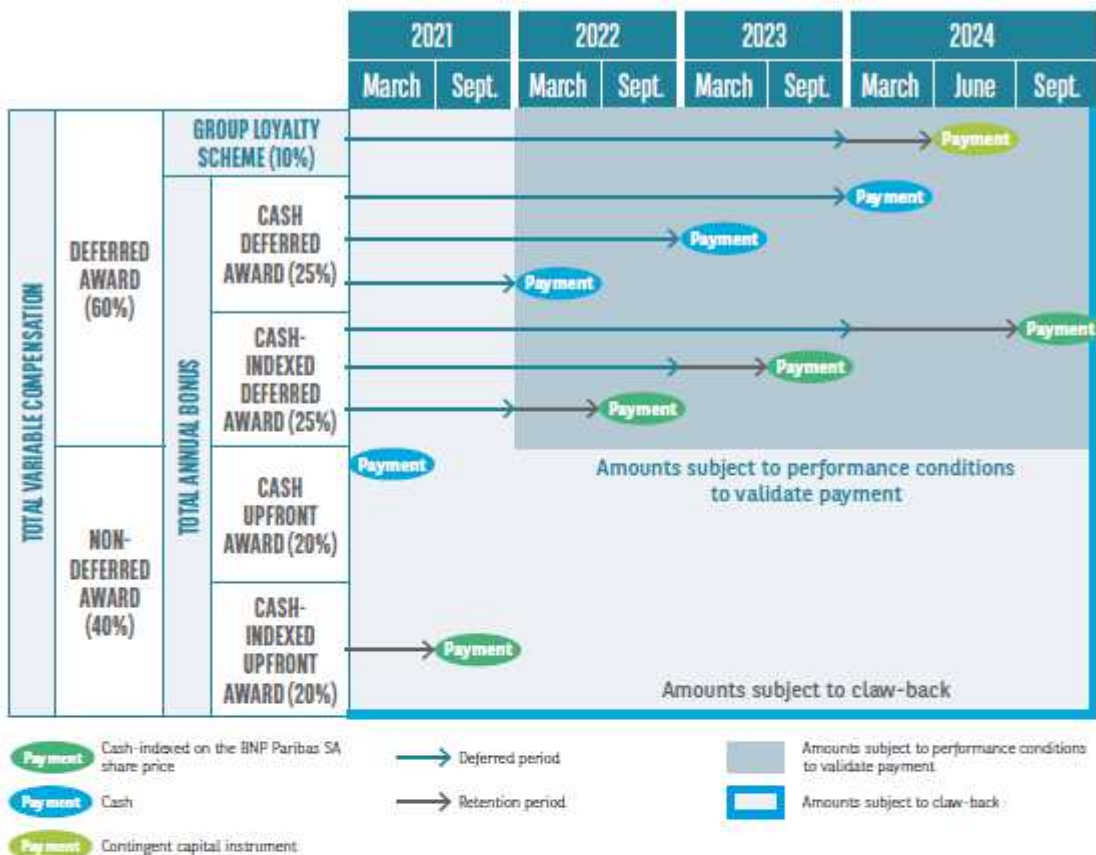 2021
2022
2023
2024
March
Sept.
March
Sept.
March
Sept.
March
June
Sept.
TOTAL VARIABLE COMPENSATION
DEFERRED
AWARD
(60%)
GROUP LOYALTY
SCHEME (10%)
Payment
TOTAL ANNUAL BONUS
CASH
DEFERRED
AWARD (25%)
Payment
Payment
Payment
CASH-
INDEXED
DEFERRED
AWARD (25%)
Payment
Payment
Payment
NON-
DEFERRED
AWARD
(40%)
CASH
UPFRONT
AWARD (20%)
Payment
Amounts subject to performance conditions
to validate payment
CASH-
INDEXED
UPFRONT
AWARD (20%)
Payment
Amounts subject to claw-back
Payment
Cash-indexed on the BNP Paribas SA
share price
Payment
Cash
Payment
Contingent capital instrument
Deferred period
Retention period
Amounts subject to performance conditions
to validate payment
Amounts subject to claw-back